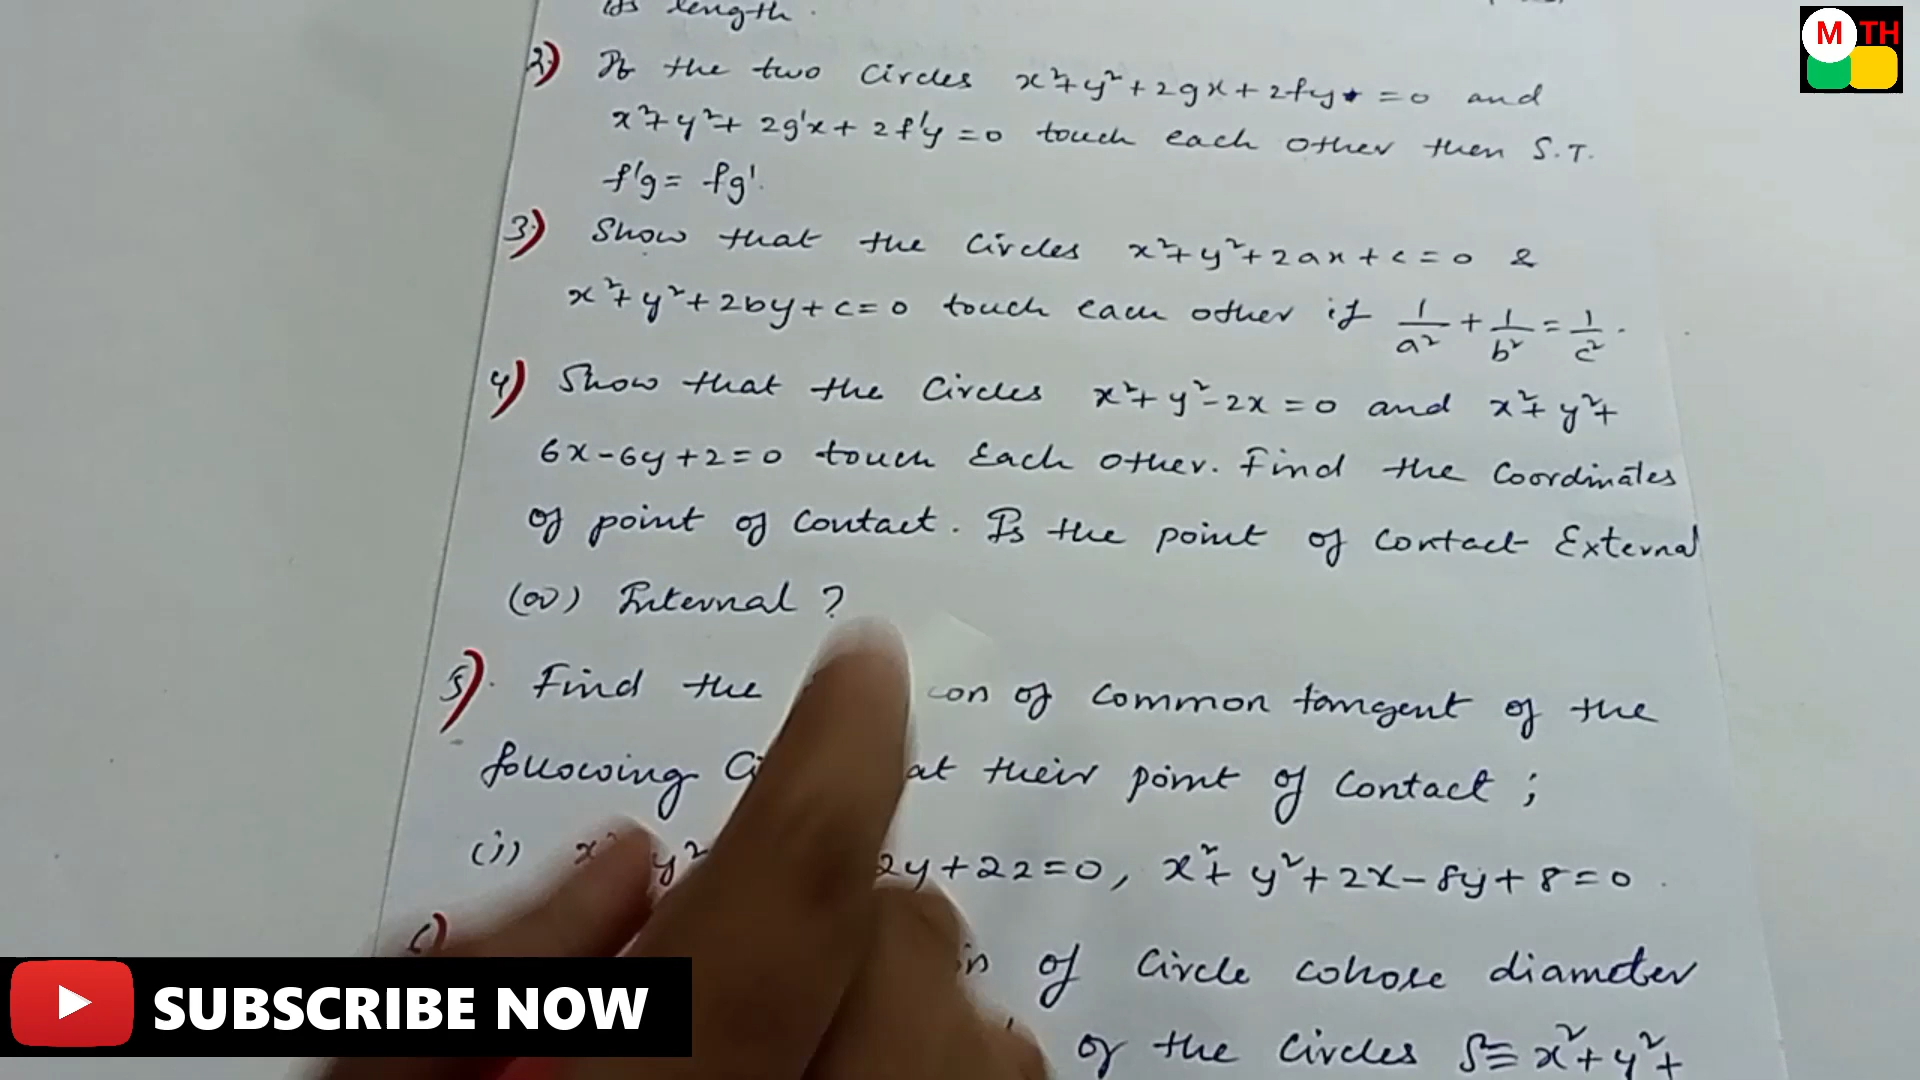 its length.
M TH
2) If the two circles x²+y²+2gx+2fy = 0 and
x²+y²+2g'x+2f'y=0 touch each other then S.T.
f'g = fg'.
3) Show that the circles x²+y²+2ax+c=0 &
x²+y²+2by+c=0 touch each other if 1/a² + 1/b² = 1/c².
4) Show that the circles x²+y²-2x=0 and x²+y²+
6x-6y+2=0 touch Each other. Find the coordinates
of point of contact. Is the point of contact External
(or) Internal?
5). Find the of common tangent of the
following at their point of contact;
(i) 2y+22=0, x²+y²+2x-8y+8=0.
6) of circle whose diameter
of the circles S≡x²+y²+
SUBSCRIBE NOW